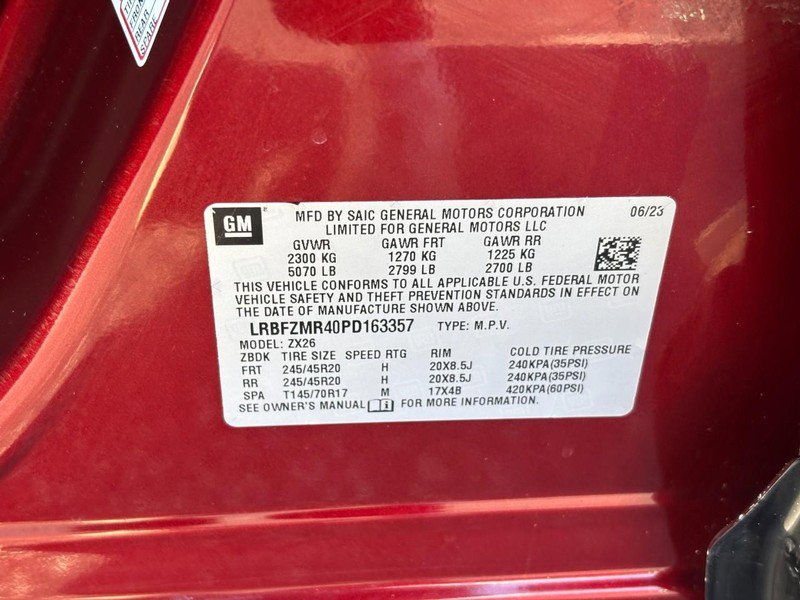 BEAR
SPARE
GM
MFD BY SAIC GENERAL MOTORS CORPORATION 06/23
LIMITED FOR GENERAL MOTORS LLC
GVWR GAWR FRT GAWR RR
2300 KG 1270 KG 1225 KG
5070 LB 2799 LB 2700 LB
THIS VEHICLE CONFORMS TO ALL APPLICABLE U.S. FEDERAL MOTOR
VEHICLE SAFETY AND THEFT PREVENTION STANDARDS IN EFFECT ON
THE DATE OF MANUFACTURE SHOWN ABOVE.
LRBFZMR40PD163357 TYPE: M.P.V.
MODEL: ZX26
ZBDK TIRE SIZE SPEED RTG RIM COLD TIRE PRESSURE
FRT 245/45R20 H 20X8.5J 240KPA(35PSI)
RR 245/45R20 H 20X8.5J 240KPA(35PSI)
SPA T145/70R17 M 17X4B 420KPA(60PSI)
SEE OWNER'S MANUAL FOR MORE INFORMATION.